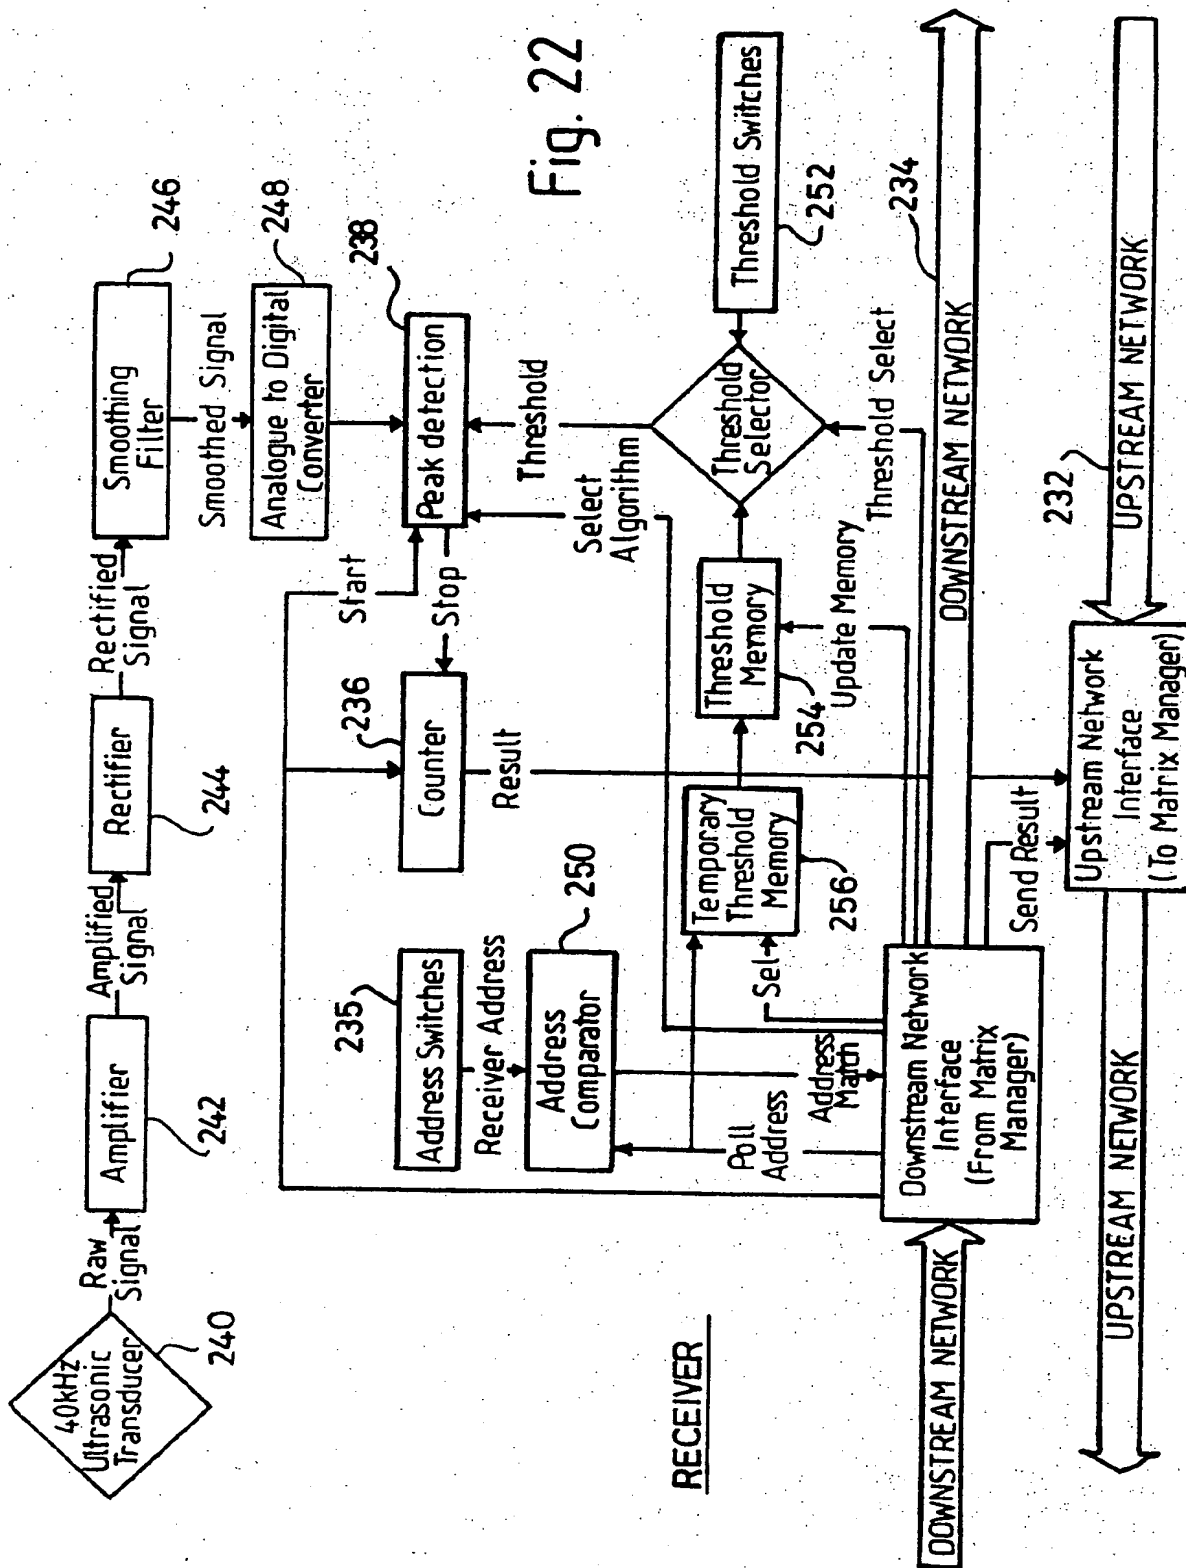 40kHz
Ultrasonic
Transducer
240
Raw
Signal
Amplifier
242
Amplified
Signal
Rectifier
244
Rectified
Signal
Smoothing
Filter
246
Smoothed Signal
Analogue to Digital
Converter
248
Start
Peak detection
238
Stop
Counter
236
Result
Select
Algorithm
Threshold
Fig. 22
Address Switches
235
Receiver Address
Address
Comparator
250
Temporary
Threshold
Memory
256
Threshold
Memory
254
Threshold
Selector
Threshold Switches
252
Poll
Address
Address
Match
Sel
Update Memory
Threshold Select
RECEIVER
DOWNSTREAM NETWORK
Downstream Network
Interface
(From Matrix
Manager)
DOWNSTREAM NETWORK
234
Send Result
UPSTREAM NETWORK
Upstream Network
Interface
(To Matrix Manager)
UPSTREAM NETWORK
232